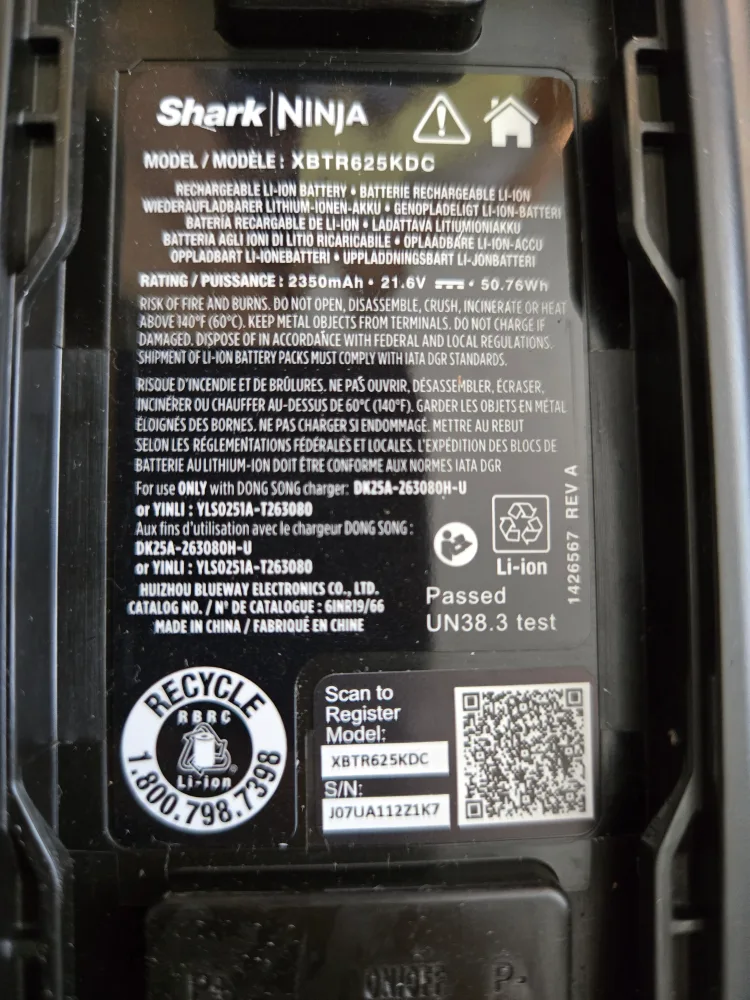 Shark | NINJA
MODEL / MODÈLE : XBTR625KDC
RECHARGEABLE LI-ION BATTERY • BATTERIE RECHARGEABLE LI-ION
WIEDERAUFLADBARER LITHIUM-IONEN-AKKU • GENOPLADELIGT LI-ION-BATTERI
BATERIA RECARGABLE DE LI-ION • LADATTAVA LITIUMIONIAKKU
BATTERIA AGLI IONI DI LITIO RICARICABILE • OPLAADBARE LI-ION-ACCU
OPPLADBART LI-IONEBATTERI • UPPLADDNINGSBART LI-JONBATTERI
RATING / PUISSANCE : 2350mAh • 21.6V ⎓ • 50.76Wh
RISK OF FIRE AND BURNS. DO NOT OPEN, DISASSEMBLE, CRUSH, INCINERATE OR HEAT
ABOVE 140°F (60°C). KEEP METAL OBJECTS FROM TERMINALS. DO NOT CHARGE IF
DAMAGED. DISPOSE OF IN ACCORDANCE WITH FEDERAL AND LOCAL REGULATIONS.
SHIPMENT OF LI-ION BATTERY PACKS MUST COMPLY WITH IATA DGR STANDARDS.
RISQUE D'INCENDIE ET DE BRÛLURES. NE PAS OUVRIR, DÉSASSEMBLER, ÉCRASER,
INCINÉRER OU CHAUFFER AU-DESSUS DE 60°C (140°F). GARDER LES OBJETS EN MÉTAL
ÉLOIGNÉS DES BORNES. NE PAS CHARGER SI ENDOMMAGÉ. METTRE AU REBUT
SELON LES RÉGLEMENTATIONS FÉDÉRALES ET LOCALES. L'EXPÉDITION DES BLOCS DE
BATTERIE AU LITHIUM-ION DOIT ÊTRE CONFORME AUX NORMES IATA DGR
For use ONLY with DONG SONG charger: DK25A-263080H-U
or YINLI : YLS0251A-T263080
Aux fins d'utilisation avec le chargeur DONG SONG :
DK25A-263080H-U
or YINLI : YLS0251A-T263080
HUIZHOU BLUEWAY ELECTRONICS CO., LTD.
CATALOG NO. / Nº DE CATALOGUE : 6INR19/66
MADE IN CHINA / FABRIQUÉ EN CHINE
Li-ion
Passed
UN38.3 test
1426567 REV A
RECYCLE
RBRC
Li-ion
1.800.798.7398
Scan to
Register
Model:
XBTR625KDC
S/N:
J07UA112Z1K7
ON/OFF P-